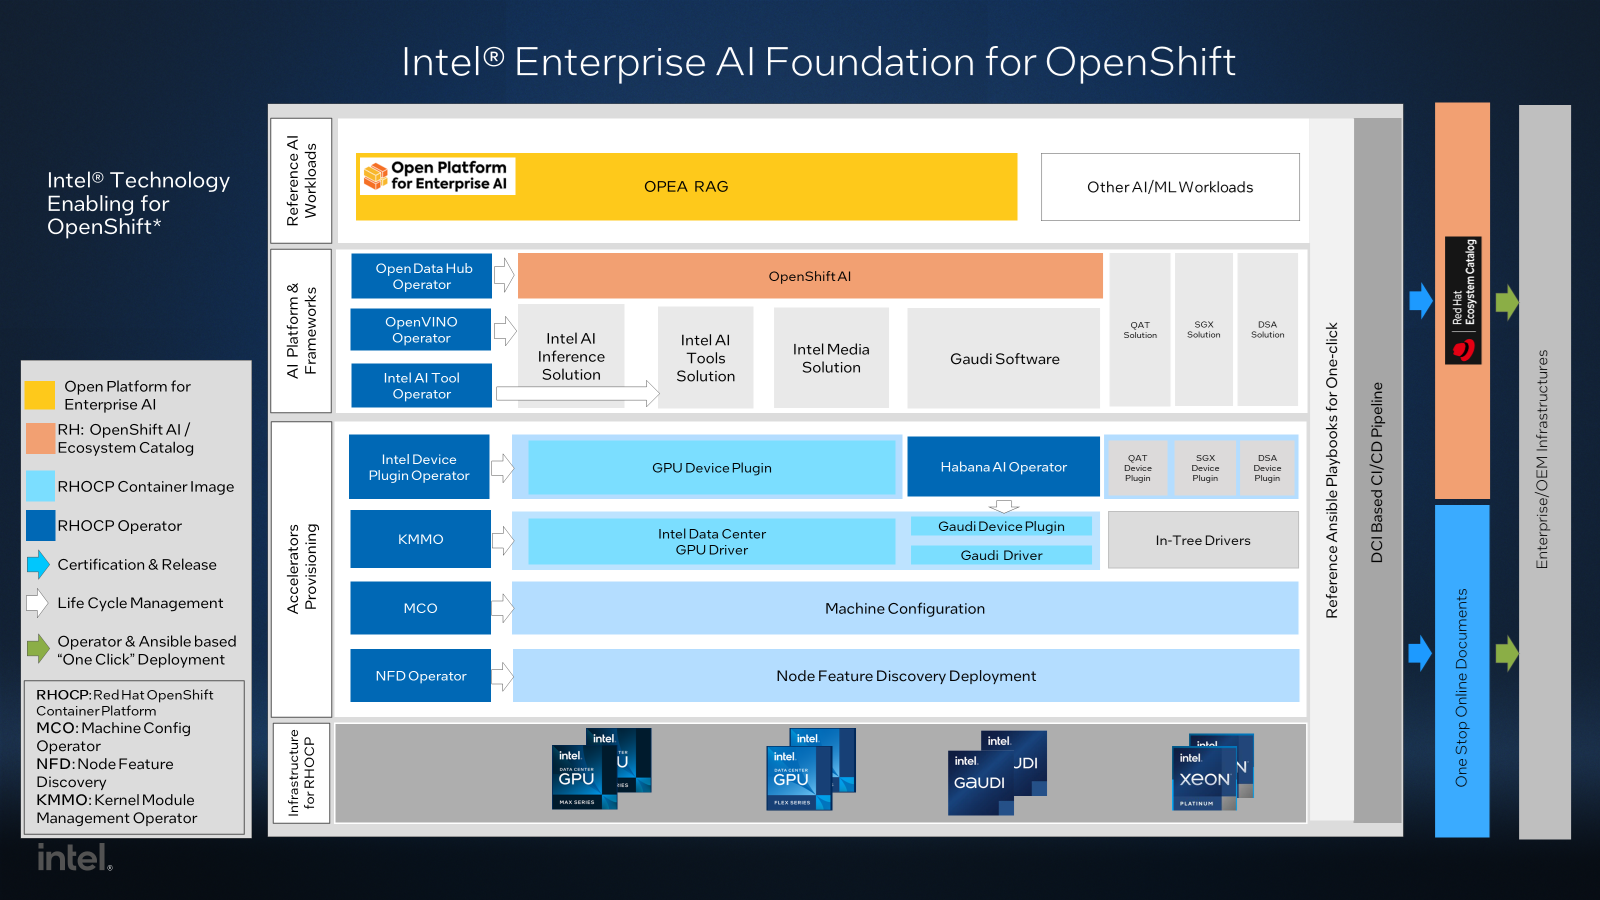 Intel® Enterprise AI Foundation for OpenShift
Intel® Technology
Enabling for
OpenShift*
Open Platform for
Enterprise AI
RH: OpenShift AI /
Ecosystem Catalog
RHOCP Container Image
RHOCP Operator
Certification & Release
Life Cycle Management
Operator & Ansible based
“One Click” Deployment
RHOCP: Red Hat OpenShift
Container Platform
MCO: Machine Config
Operator
NFD: Node Feature
Discovery
KMMO: Kernel Module
Management Operator
intel.
Reference AI
Workloads
Open Platform
for Enterprise AI
OPEA RAG
Other AI/ML Workloads
AI Platform &
Frameworks
Open Data Hub
Operator
OpenShift AI
OpenVINO
Operator
Intel AI Tool
Operator
Intel AI
Inference
Solution
Intel AI
Tools
Solution
Intel Media
Solution
Gaudi Software
QAT
Solution
SGX
Solution
DSA
Solution
Accelerators
Provisioning
Intel Device
Plugin Operator
GPU Device Plugin
Habana AI Operator
QAT
Device
Plugin
SGX
Device
Plugin
DSA
Device
Plugin
KMMO
Intel Data Center
GPU Driver
Gaudi Device Plugin
Gaudi Driver
In-Tree Drivers
MCO
Machine Configuration
NFD Operator
Node Feature Discovery Deployment
Infrastructure
for RHOCP
intel.
intel.
DATA CENTER
GPU
MAX SERIES
intel.
intel.
DATA CENTER
GPU
FLEX SERIES
intel.
intel.
GAUDI
intel.
intel.
XEON
PLATINUM
Reference Ansible Playbooks for One-click
DCI Based CI/CD Pipeline
Red Hat
Ecosystem Catalog
One Stop Online Documents
Enterprise/OEM Infrastructures